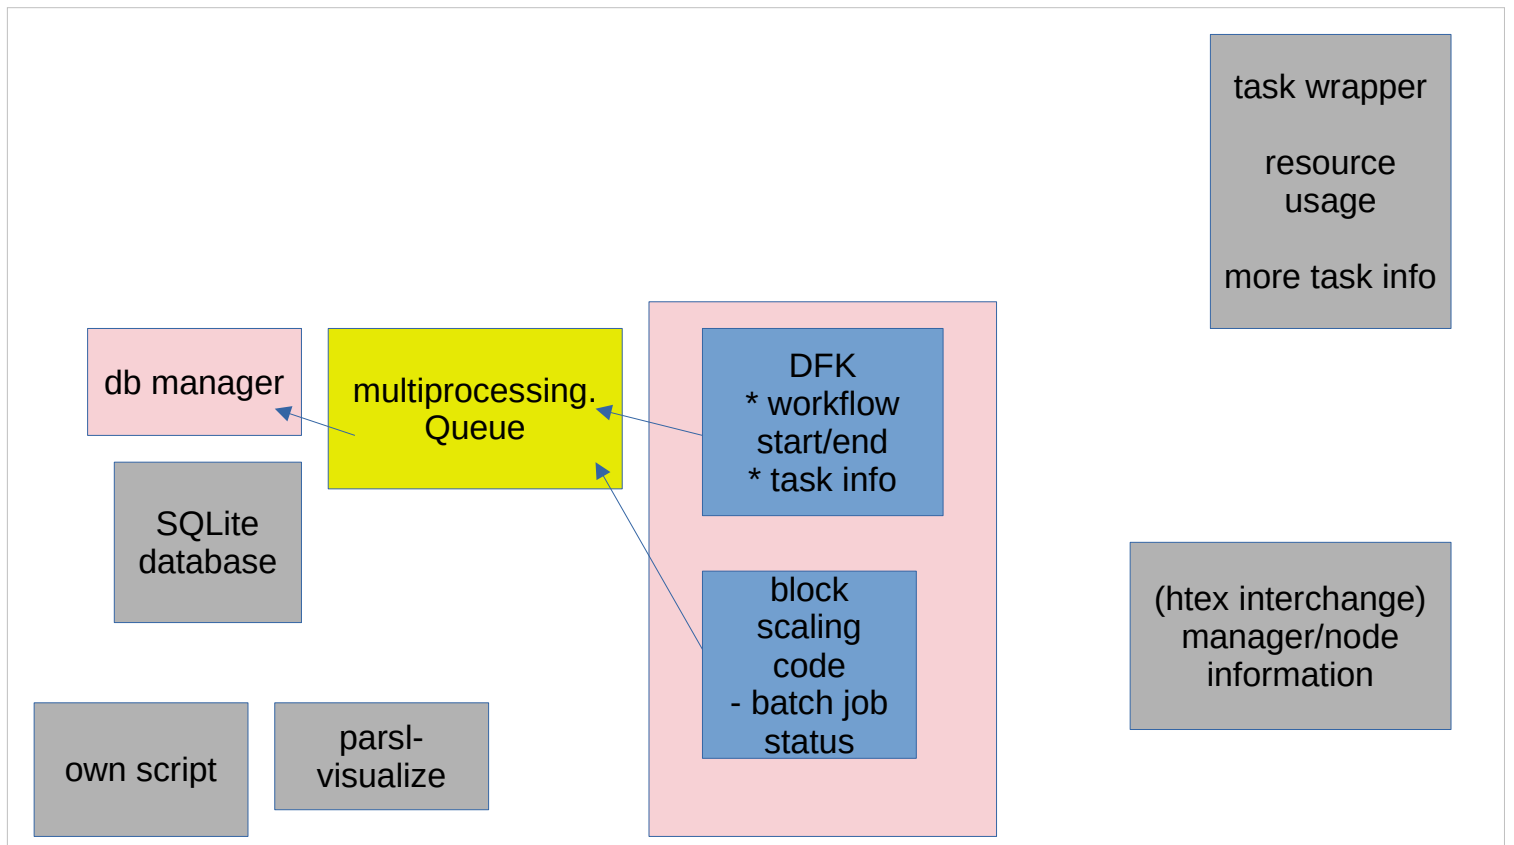 task wrapper
resource
usage
more task info
db manager
multiprocessing.
Queue
DFK
* workflow
start/end
* task info
SQLite
database
block
scaling
code
- batch job
status
(htex interchange)
manager/node
information
own script
parsl-
visualize